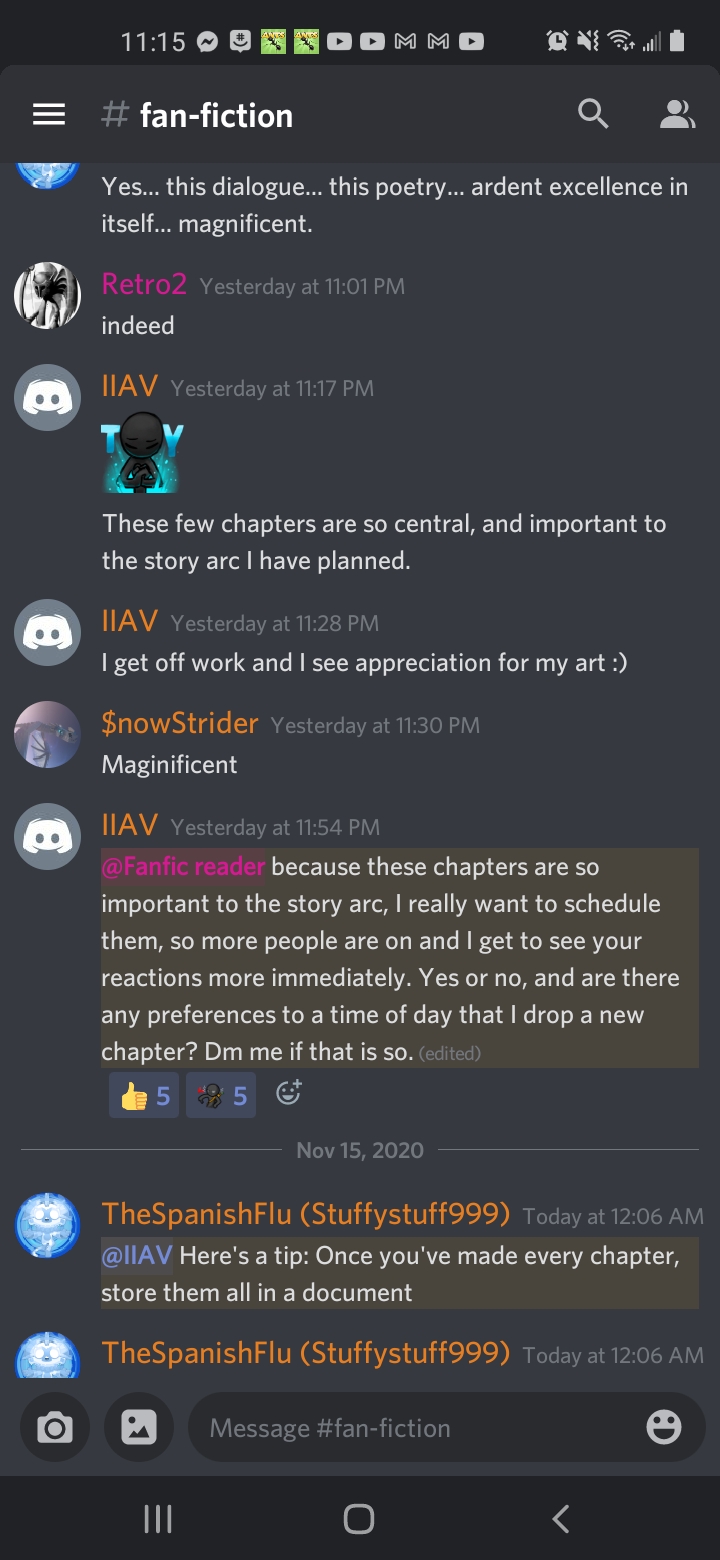 11:15
# fan-fiction
Yes... this dialogue... this poetry... ardent excellence in
itself... magnificent.
Retro2 Yesterday at 11:01 PM
indeed
IIAV Yesterday at 11:17 PM
These few chapters are so central, and important to
the story arc I have planned.
IIAV Yesterday at 11:28 PM
I get off work and I see appreciation for my art :)
$nowStrider Yesterday at 11:30 PM
Maginificent
IIAV Yesterday at 11:54 PM
@Fanfic reader because these chapters are so
important to the story arc, I really want to schedule
them, so more people are on and I get to see your
reactions more immediately. Yes or no, and are there
any preferences to a time of day that I drop a new
chapter? Dm me if that is so. (edited)
5 5
Nov 15, 2020
TheSpanishFlu (Stuffystuff999) Today at 12:06 AM
@IIAV Here's a tip: Once you've made every chapter,
store them all in a document
TheSpanishFlu (Stuffystuff999) Today at 12:06 AM
Message #fan-fiction